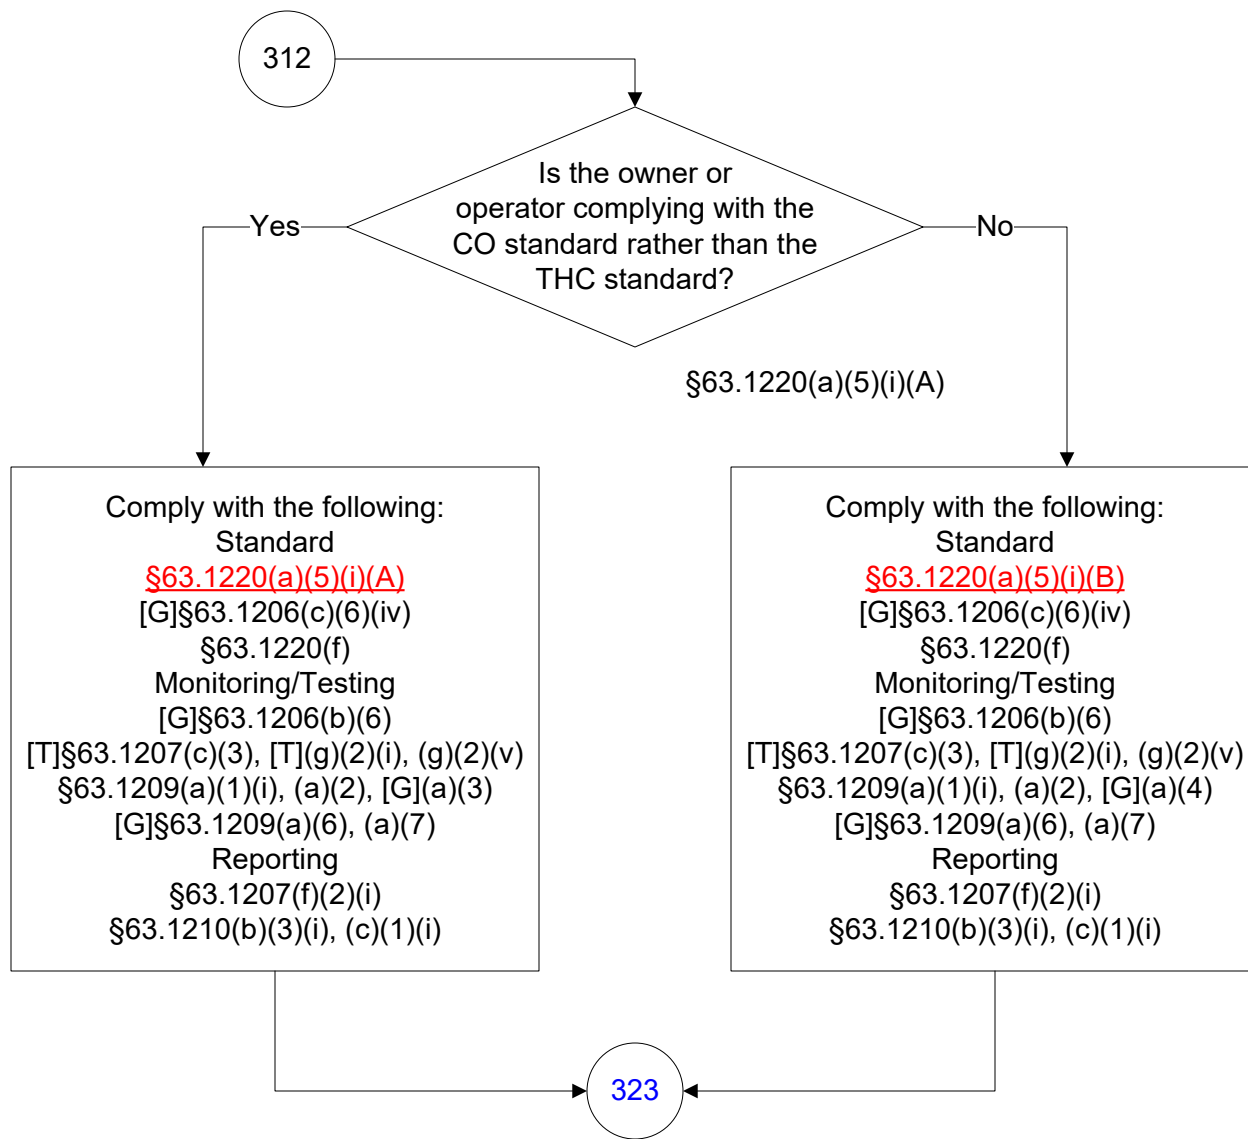 312
Is the owner or
operator complying with the
CO standard rather than the
THC standard?
Yes
No
§63.1220(a)(5)(i)(A)
Comply with the following:
Standard
§63.1220(a)(5)(i)(A)
[G]§63.1206(c)(6)(iv)
§63.1220(f)
Monitoring/Testing
[G]§63.1206(b)(6)
[T]§63.1207(c)(3), [T](g)(2)(i), (g)(2)(v)
§63.1209(a)(1)(i), (a)(2), [G](a)(3)
[G]§63.1209(a)(6), (a)(7)
Reporting
§63.1207(f)(2)(i)
§63.1210(b)(3)(i), (c)(1)(i)
Comply with the following:
Standard
§63.1220(a)(5)(i)(B)
[G]§63.1206(c)(6)(iv)
§63.1220(f)
Monitoring/Testing
[G]§63.1206(b)(6)
[T]§63.1207(c)(3), [T](g)(2)(i), (g)(2)(v)
§63.1209(a)(1)(i), (a)(2), [G](a)(4)
[G]§63.1209(a)(6), (a)(7)
Reporting
§63.1207(f)(2)(i)
§63.1210(b)(3)(i), (c)(1)(i)
323